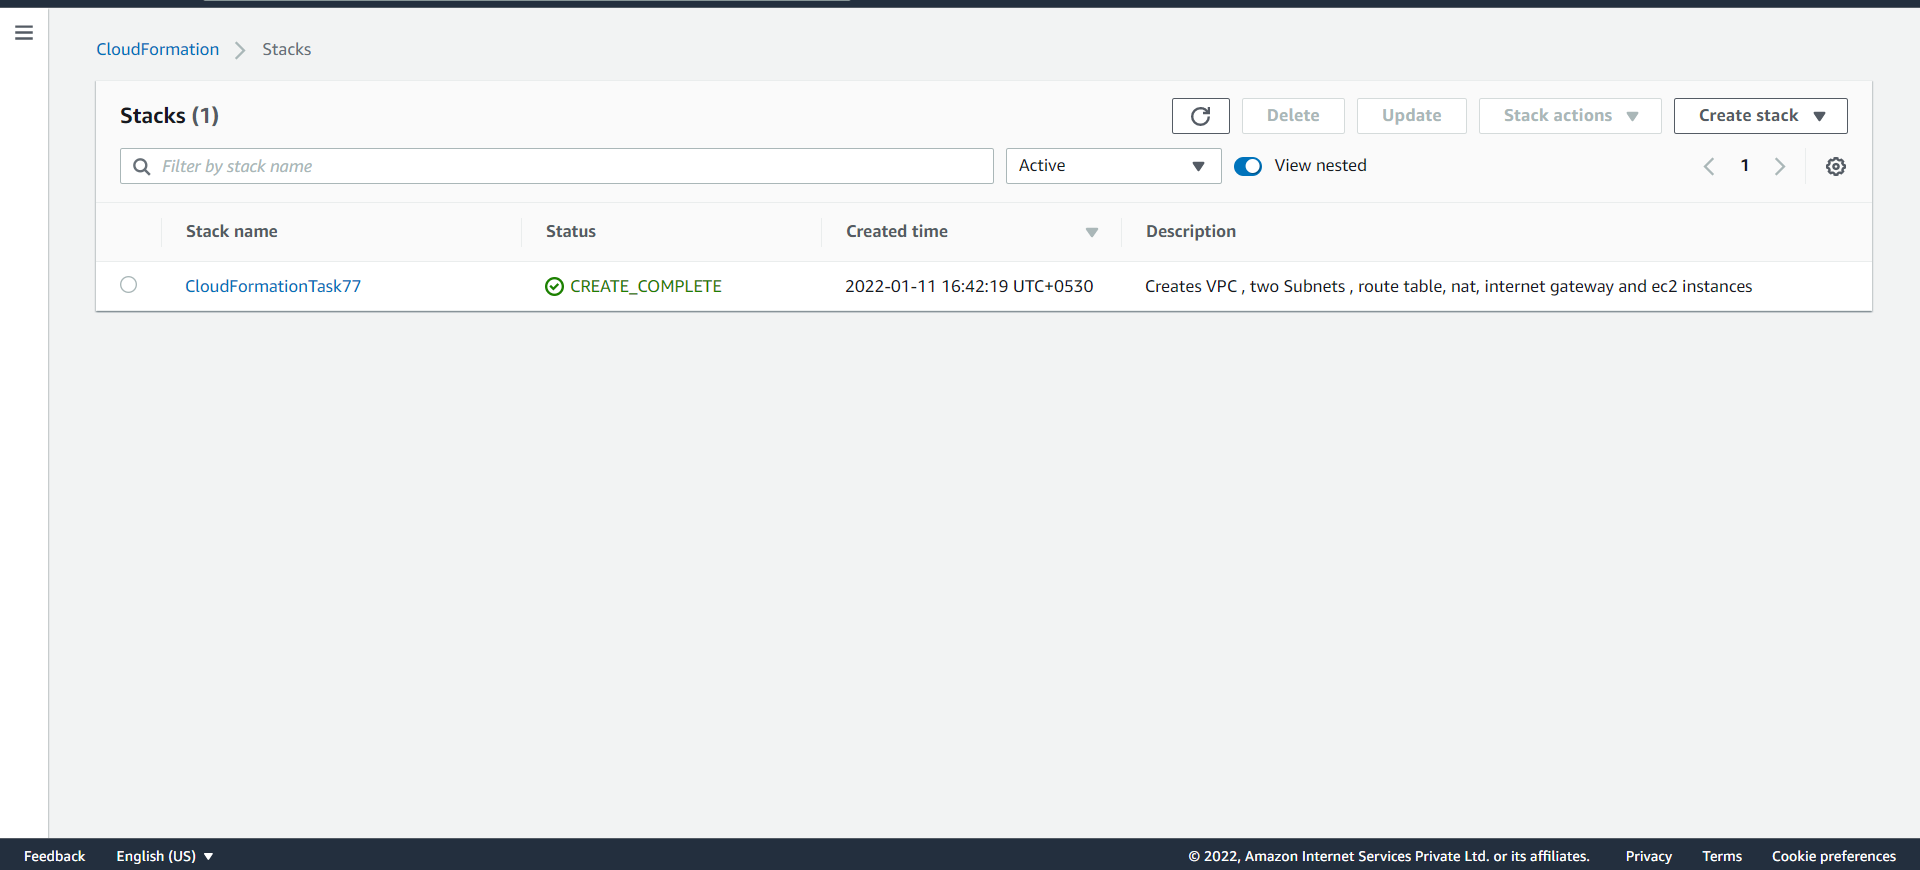 CloudFormation Stacks
Stacks (1) Delete Update Stack actions Create stack
Filter by stack name Active View nested 1
Stack name Status Created time Description
CloudFormationTask77 CREATE_COMPLETE 2022-01-11 16:42:19 UTC+0530 Creates VPC , two Subnets , route table, nat, internet gateway and ec2 instances
Feedback English (US) © 2022, Amazon Internet Services Private Ltd. or its affiliates. Privacy Terms Cookie preferences